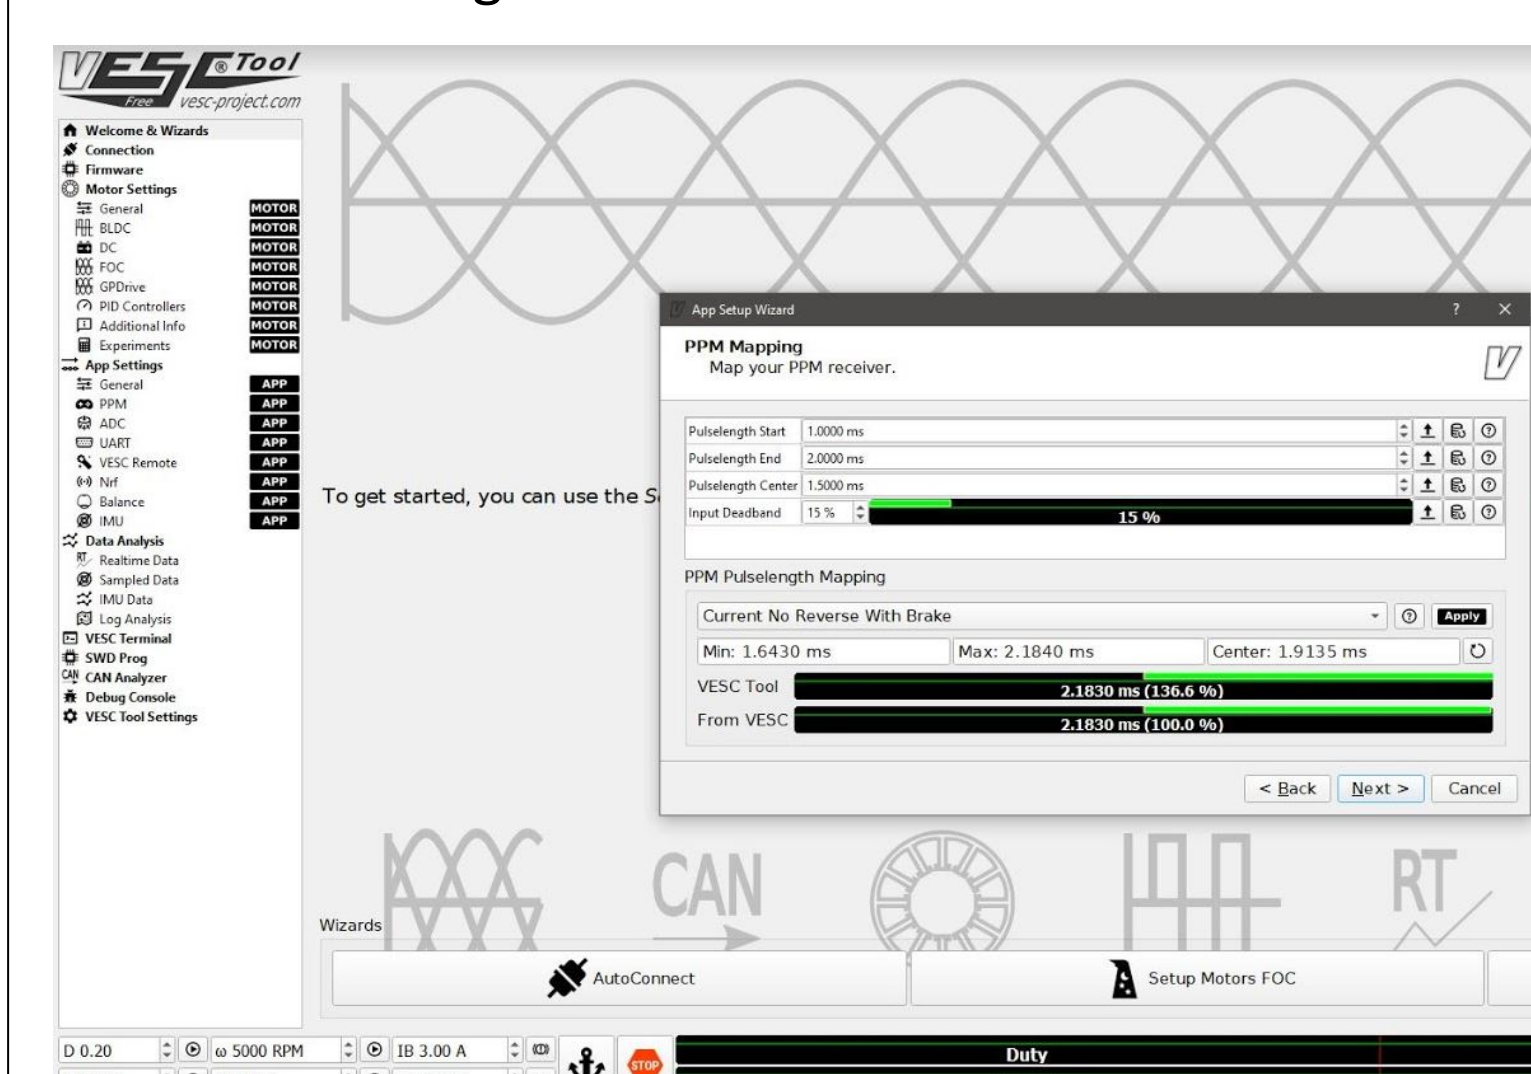 VESC® Tool
Free vesc-project.com
Welcome & Wizards
Connection
Firmware
Motor Settings
General MOTOR
BLDC MOTOR
DC MOTOR
FOC MOTOR
GPDrive MOTOR
PID Controllers MOTOR
Additional Info MOTOR
Experiments MOTOR
App Settings
General APP
PPM APP
ADC APP
UART APP
VESC Remote APP
Nrf APP
Balance APP
IMU APP
Data Analysis
RT Realtime Data
Sampled Data
IMU Data
Log Analysis
VESC Terminal
SWD Prog
CAN CAN Analyzer
Debug Console
VESC Tool Settings
To get started, you can use the
App Setup Wizard ? ×
PPM Mapping
Map your PPM receiver.
Pulselength Start 1.0000 ms
Pulselength End 2.0000 ms
Pulselength Center 1.5000 ms
Input Deadband 15 % 15 %
PPM Pulselength Mapping
Current No Reverse With Brake Apply
Min: 1.6430 ms Max: 2.1840 ms Center: 1.9135 ms
VESC Tool 2.1830 ms (136.6 %)
From VESC 2.1830 ms (100.0 %)
< Back Next > Cancel
CAN RT
Wizards
AutoConnect Setup Motors FOC
D 0.20 ω 5000 RPM IB 3.00 A STOP Duty